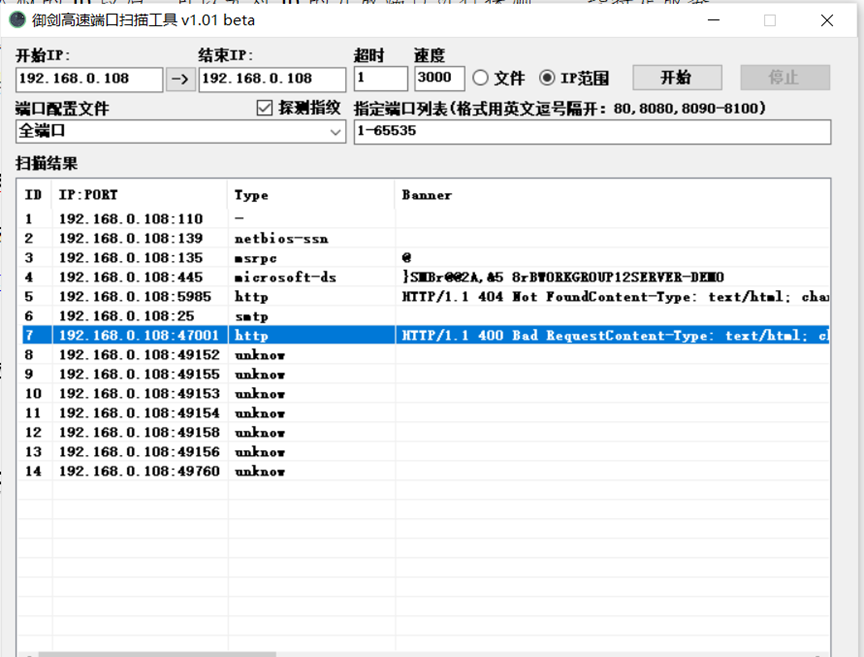 御剑高速端口扫描工具 v1.01 beta
开始IP: 结束IP: 超时 速度
192.168.0.108 -> 192.168.0.108 1 3000 文件 IP范围 开始 停止
端口配置文件 探测指纹 指定端口列表(格式用英文逗号隔开: 80,8080,8090-8100)
全端口 1-65535
扫描结果
ID IP:PORT Type Banner
1 192.168.0.108:110 -
2 192.168.0.108:139 netbios-ssn
3 192.168.0.108:135 msrpc @
4 192.168.0.108:445 microsoft-ds }SMBr@@2A,&5 8rBWORKGROUP12SERVER-DEMO
5 192.168.0.108:5985 http HTTP/1.1 404 Not FoundContent-Type: text/html;
6 192.168.0.108:25 smtp
7 192.168.0.108:47001 http HTTP/1.1 400 Bad RequestContent-Type: text/html;
8 192.168.0.108:49152 unknow
9 192.168.0.108:49155 unknow
10 192.168.0.108:49153 unknow
11 192.168.0.108:49154 unknow
12 192.168.0.108:49158 unknow
13 192.168.0.108:49156 unknow
14 192.168.0.108:49760 unknow